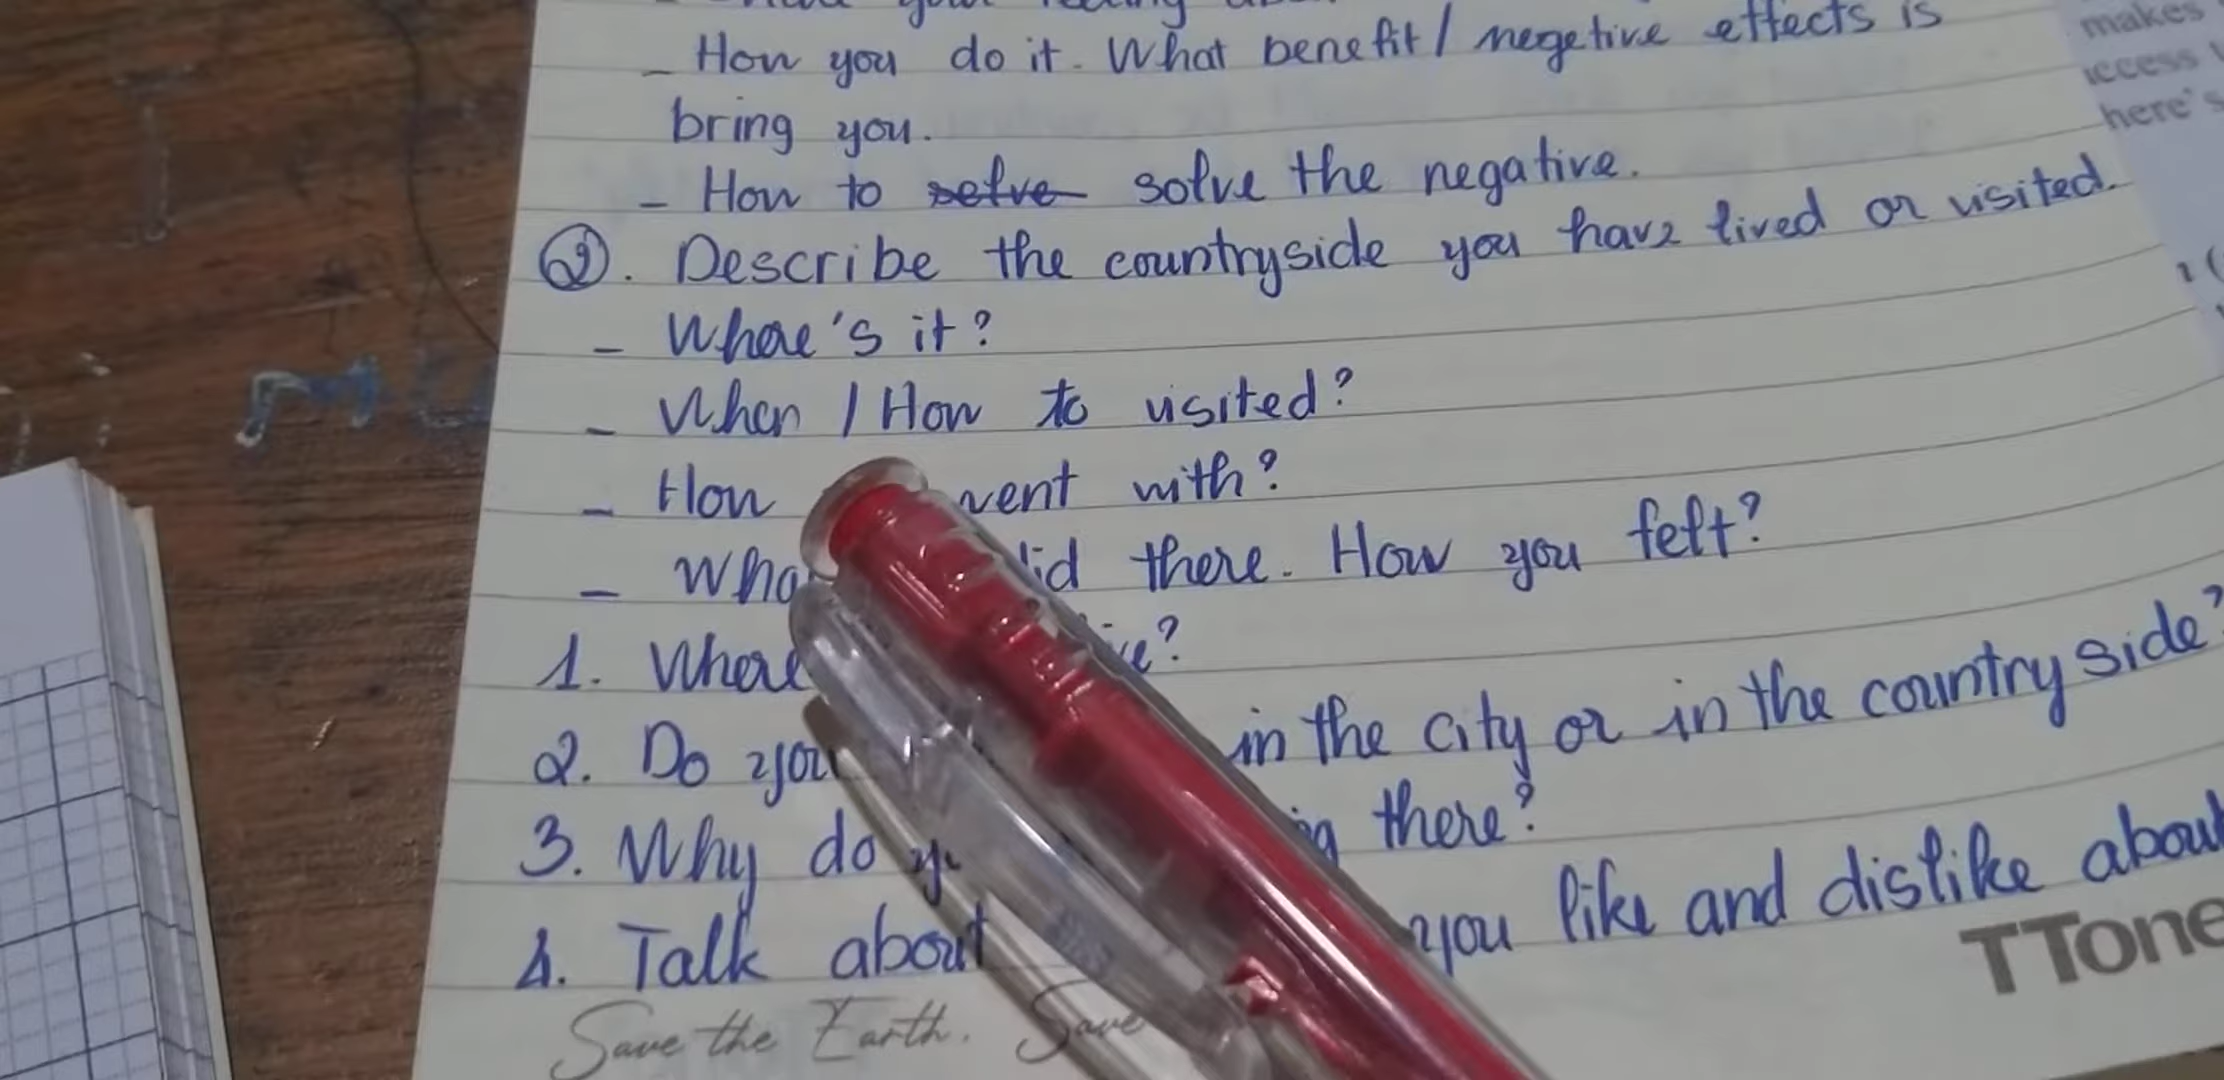 How you do it. What benefit / negetive effects is
bring you.
- How to solve the negative.
②. Describe the countryside you have lived or visited.
- Where's it?
- When / How to visited?
- How went with?
- there. How you felt?
1. Where
2. Do you in the city or in the countryside?
3. Why do there?
4. Talk about you like and dislike about
Save the Earth. Save
TTone
makes
here's